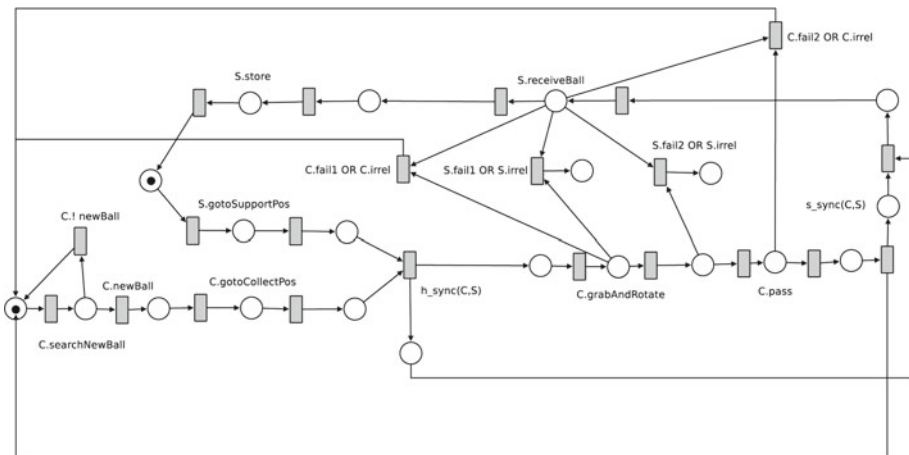 C.fail2 OR C.irrel
S.store
S.receiveBall
C.fail1 OR C.irrel
S.fail1 OR S.irrel
S.fail2 OR S.irrel
s_sync(C,S)
S.gotoSupportPos
C.! newBall
C.newBall
C.gotoCollectPos
h_sync(C,S)
C.grabAndRotate
C.pass
C.searchNewBall